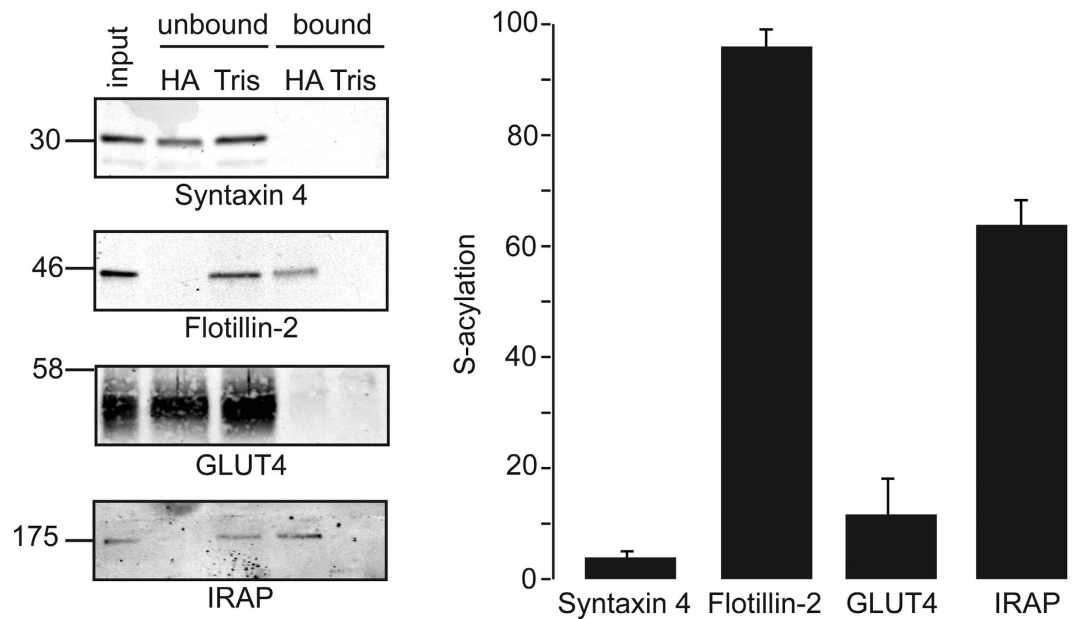 input
unbound bound
HA Tris HA Tris
30
Syntaxin 4
46
Flotillin-2
58
GLUT4
175
IRAP
S-acylation
100
80
60
40
20
0
Syntaxin 4 Flotillin-2 GLUT4 IRAP